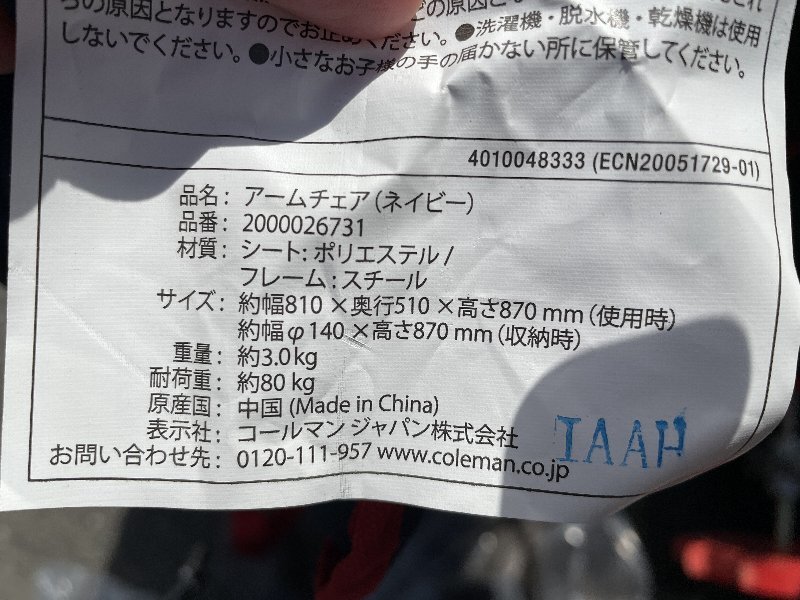 の原因となりますのでお止めください。●洗濯機・脱水機・乾燥機は使用
しないでください。●小さなお子様の手の届かない所に保管してください。
4010048333 (ECN20051729-01)
品名: アームチェア(ネイビー)
品番: 2000026731
材質: シート: ポリエステル /
フレーム: スチール
サイズ: 約幅810 × 奥行510 × 高さ870 mm (使用時)
約幅φ140 × 高さ870 mm (収納時)
重量: 約3.0kg
耐荷重: 約80 kg
原産国: 中国 (Made in China)
表示社: コールマン ジャパン株式会社
IAAH
お問い合わせ先: 0120-111-957 www.coleman.co.jp